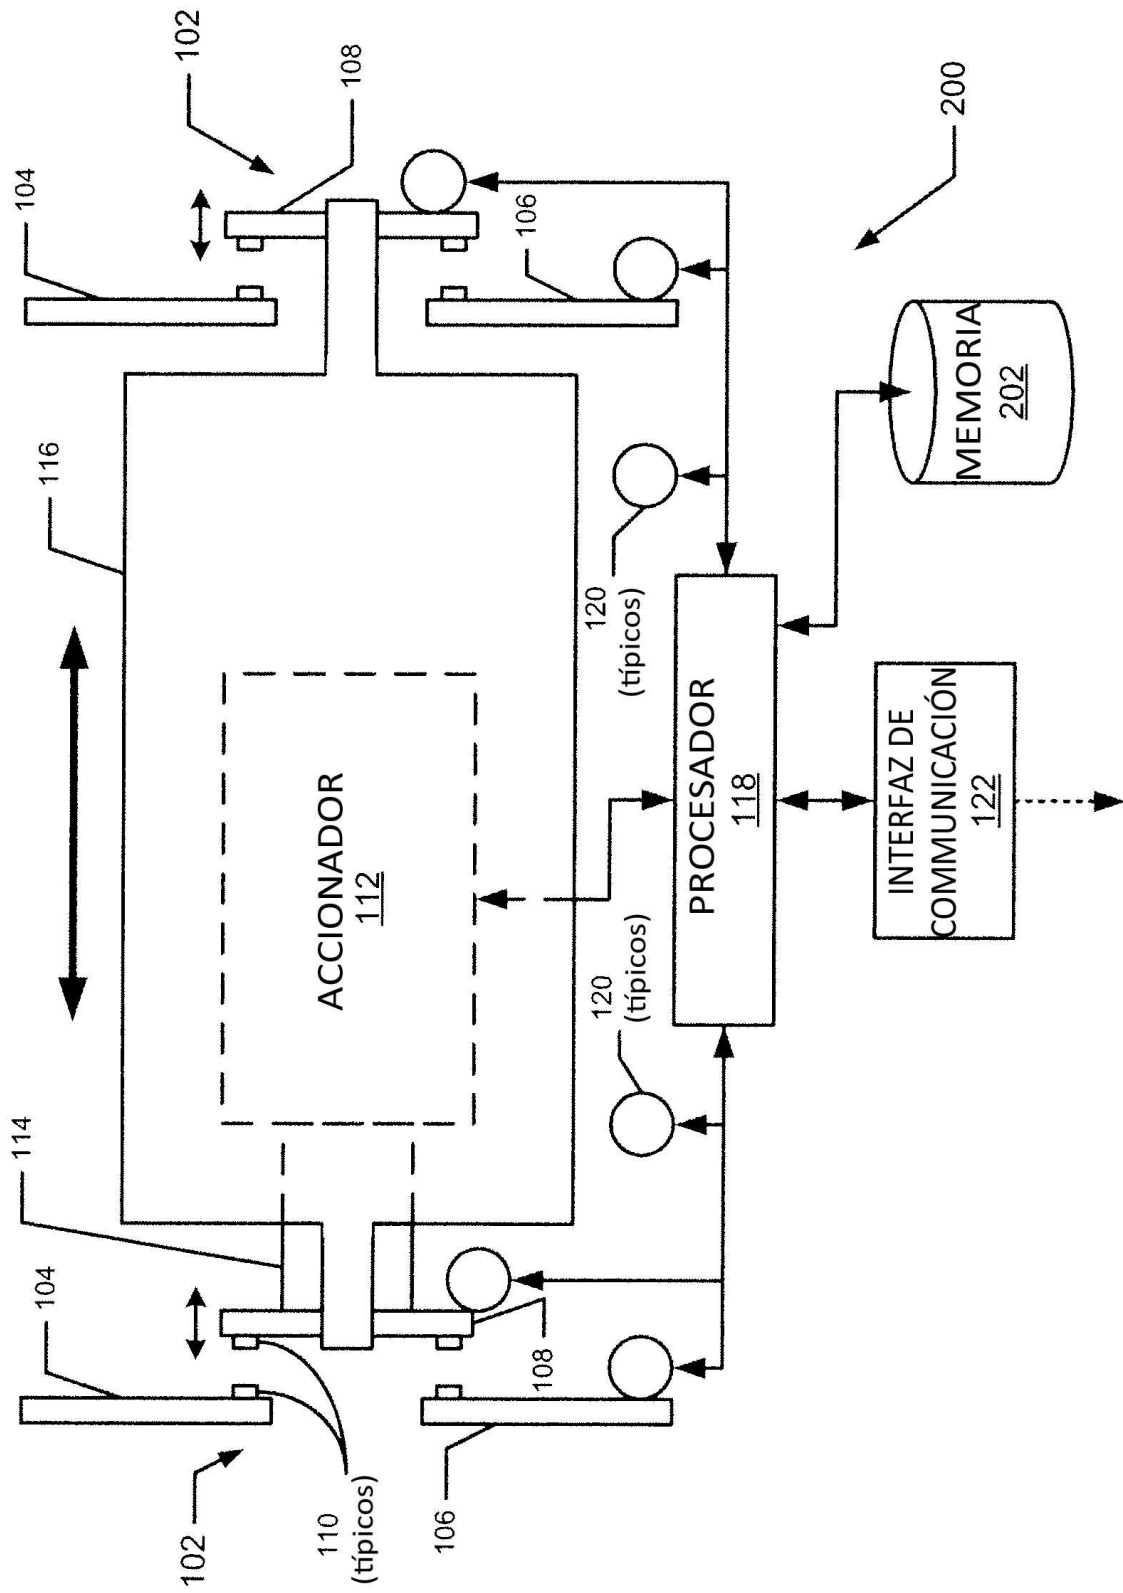 114
104
104
116
102
102
110
(típicos)
ACCIONADOR
112
108
106
108
106
120
(típicos)
120
(típicos)
PROCESADOR
118
INTERFAZ DE
COMMUNICACIÓN
122
MEMORIA
202
200